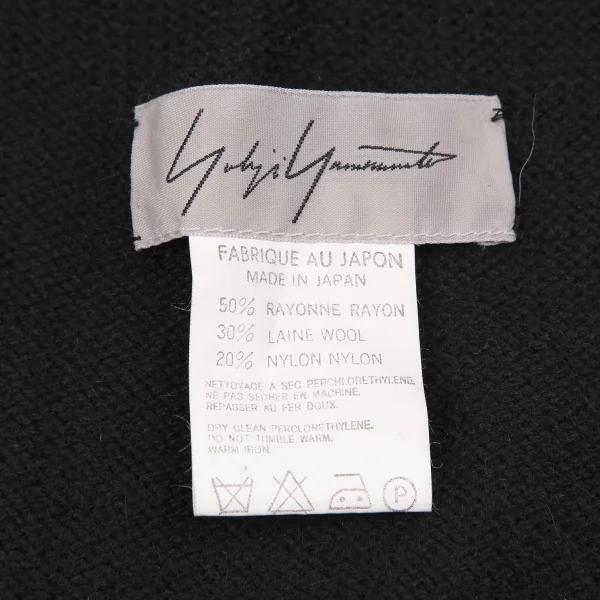 Yohji Yamamoto
FABRIQUE AU JAPON
MADE IN JAPAN
50% RAYONNE RAYON
30% LAINE WOOL
20% NYLON NYLON
NETTOYAGE A SEC PERCHLORETHYLENE.
NE PAS SECHER EN MACHINE.
REPASSER AU FER DOUX.
DRY CLEAN PERCLORETHYLENE.
DO NOT TUMBLE WARM.
WARM IRON.
P